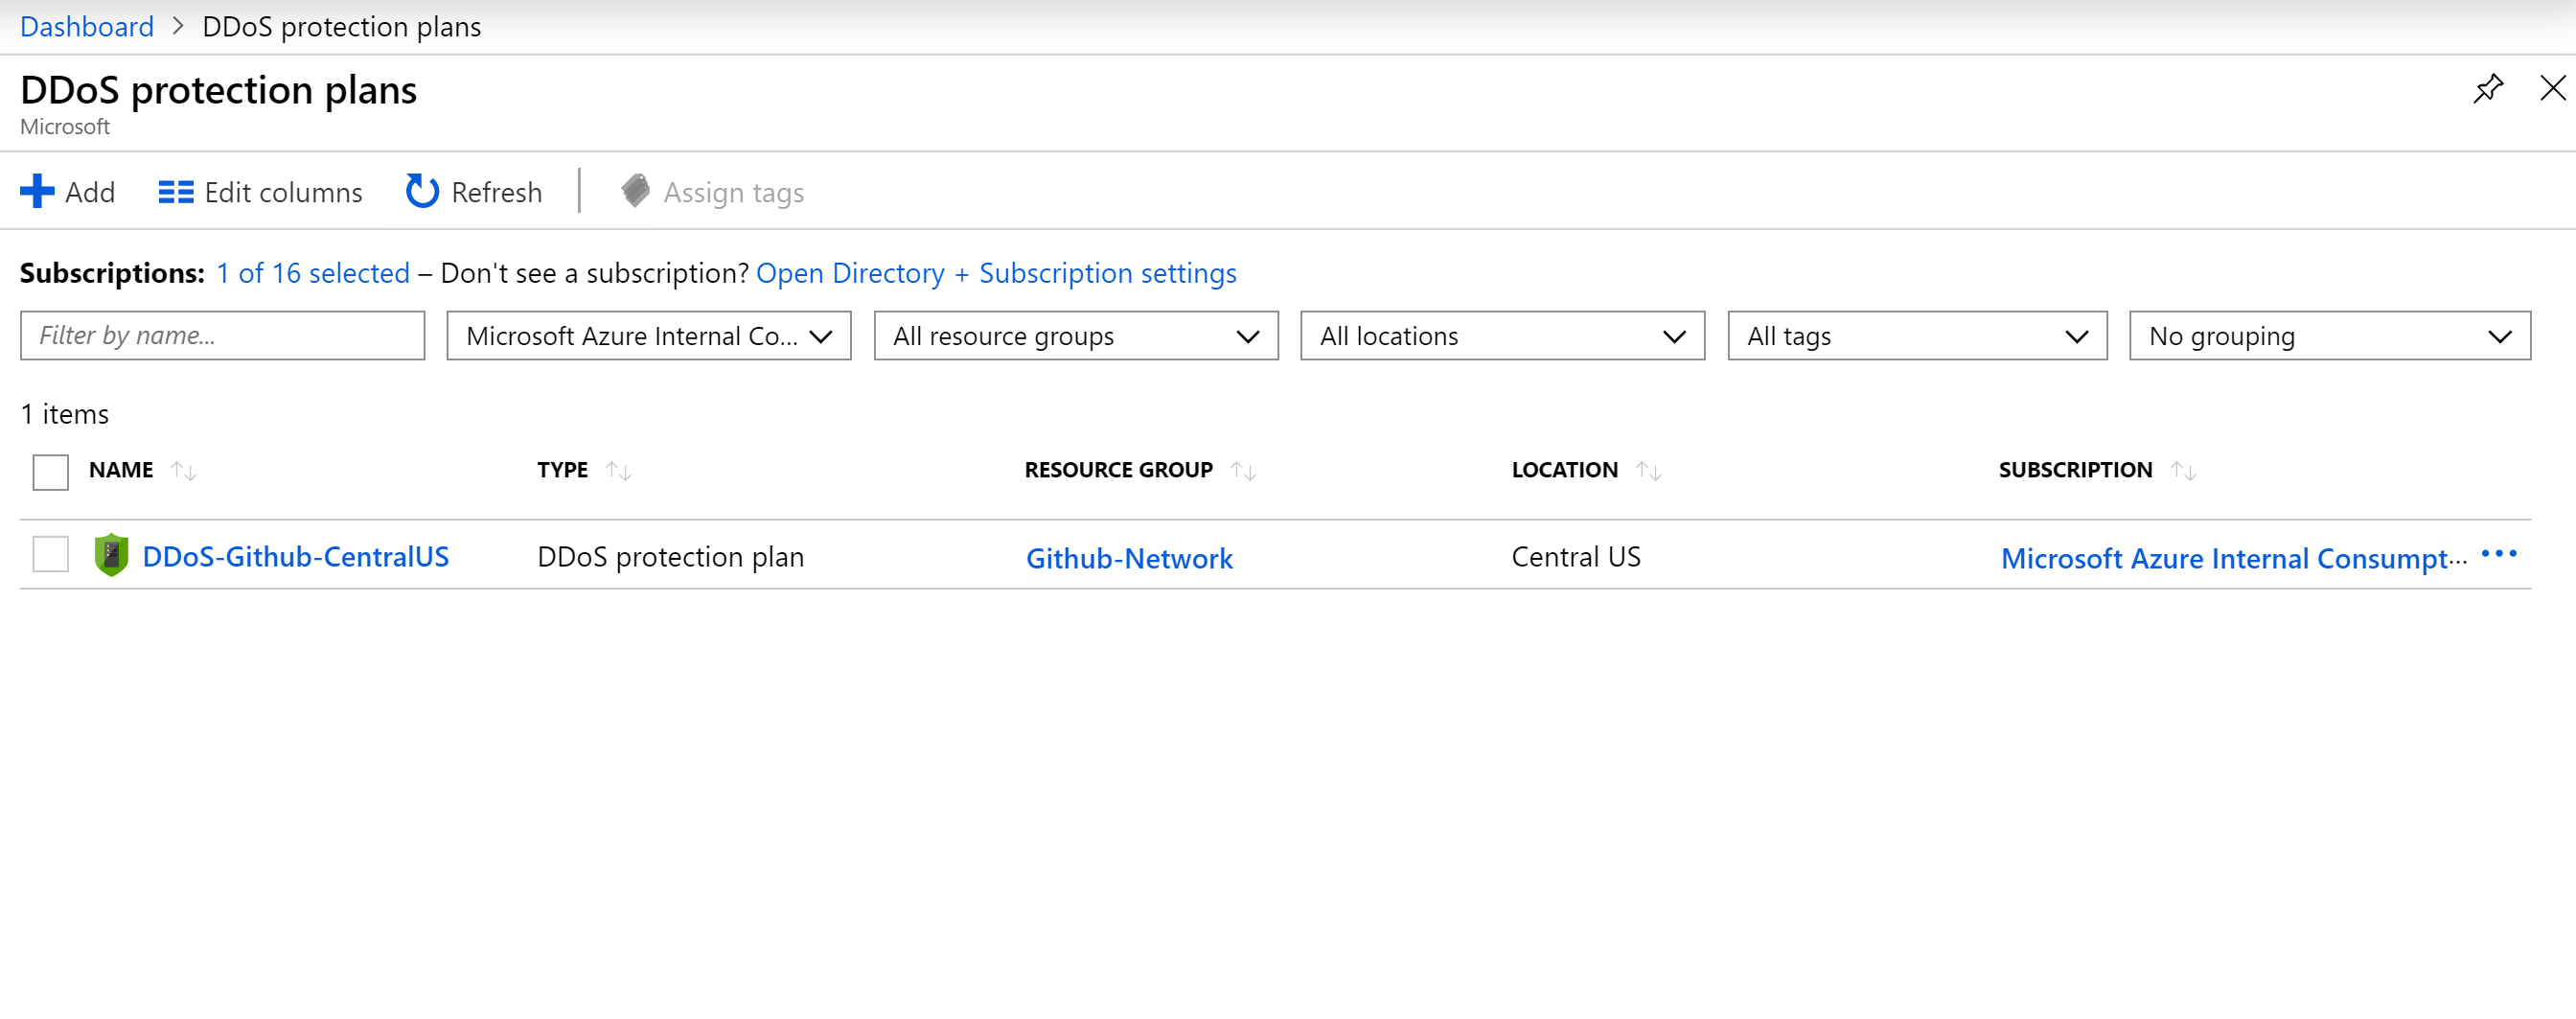 Dashboard > DDoS protection plans
DDoS protection plans
Microsoft
Add Edit columns Refresh Assign tags
Subscriptions: 1 of 16 selected – Don't see a subscription? Open Directory + Subscription settings
Filter by name... Microsoft Azure Internal Co... All resource groups All locations All tags No grouping
1 items
NAME TYPE RESOURCE GROUP LOCATION SUBSCRIPTION
DDoS-Github-CentralUS DDoS protection plan Github-Network Central US Microsoft Azure Internal Consumpt...